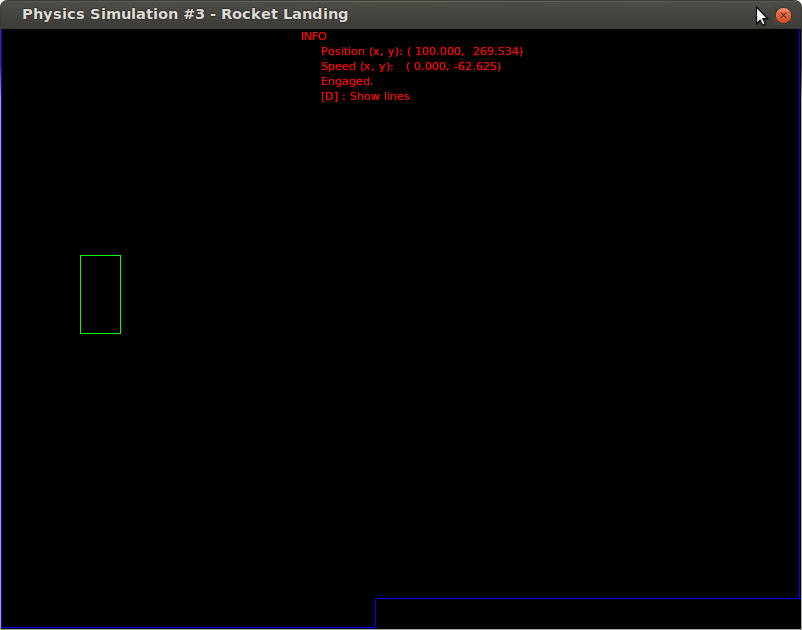 Physics Simulation #3 - Rocket Landing
INFO
Position (x, y): ( 100.000, 269.534)
Speed (x, y): ( 0.000, -62.625)
Engaged.
[D] : Show lines